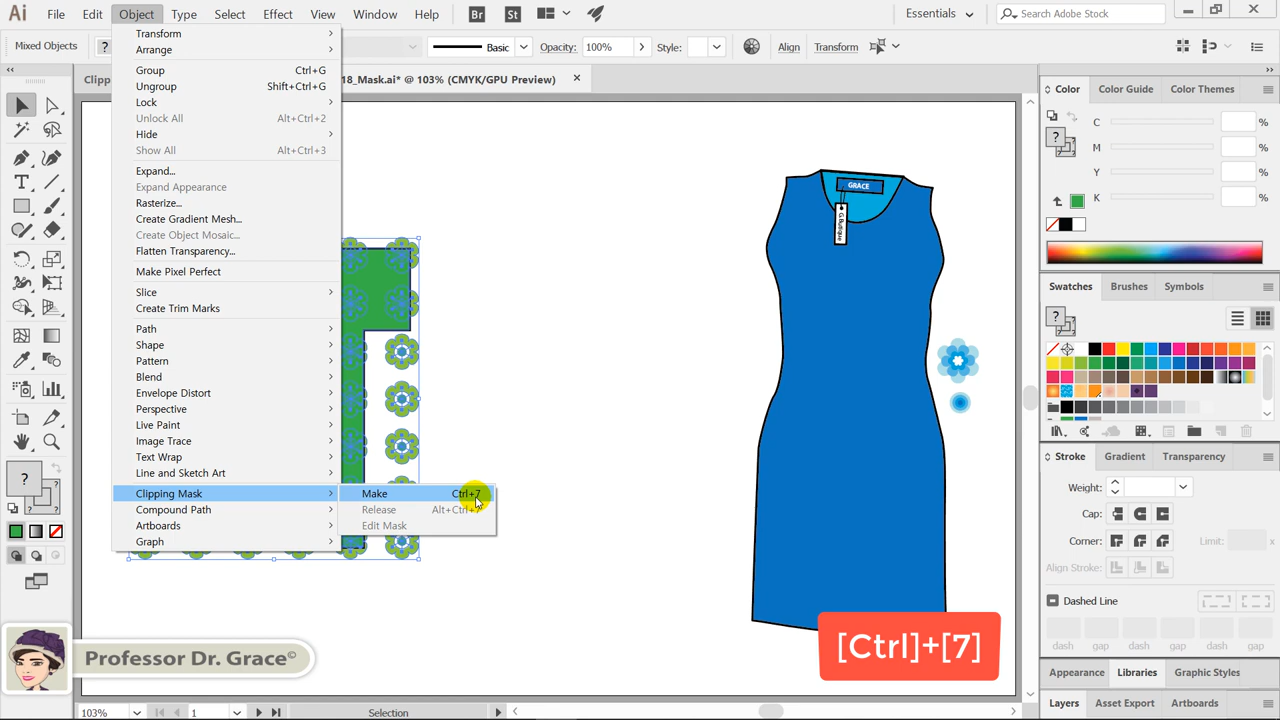 Ai File Edit Object Type Select Effect View Window Help Br St Essentials Search Adobe Stock
Mixed Objects ? Basic Opacity: 100% Style: Align Transform
Clipp 18_Mask.ai* @ 103% (CMYK/GPU Preview)
Transform
Arrange
Group Ctrl+G
Ungroup Shift+Ctrl+G
Lock
Unlock All Alt+Ctrl+2
Hide
Show All Alt+Ctrl+3
Expand...
Expand Appearance
Rasterize...
Create Gradient Mesh...
Create Object Mosaic...
Flatten Transparency...
Make Pixel Perfect
Slice
Create Trim Marks
Path
Shape
Pattern
Blend
Envelope Distort
Perspective
Live Paint
Image Trace
Text Wrap
Line and Sketch Art
Clipping Mask
Compound Path
Artboards
Graph
Make Ctrl+7
Release Alt+Ctrl+7
Edit Mask
GRACE
G-Boutique
Color Color Guide Color Themes
C %
M %
Y %
K %
?
Swatches Brushes Symbols
?
Stroke Gradient Transparency
Weight:
Cap:
Corner: Limit: x
Align Stroke:
Dashed Line
dash gap dash gap dash gap
Appearance Libraries Graphic Styles
Layers Asset Export Artboards
?
[Ctrl]+[7]
Professor Dr. Grace©
103% 1 Selection